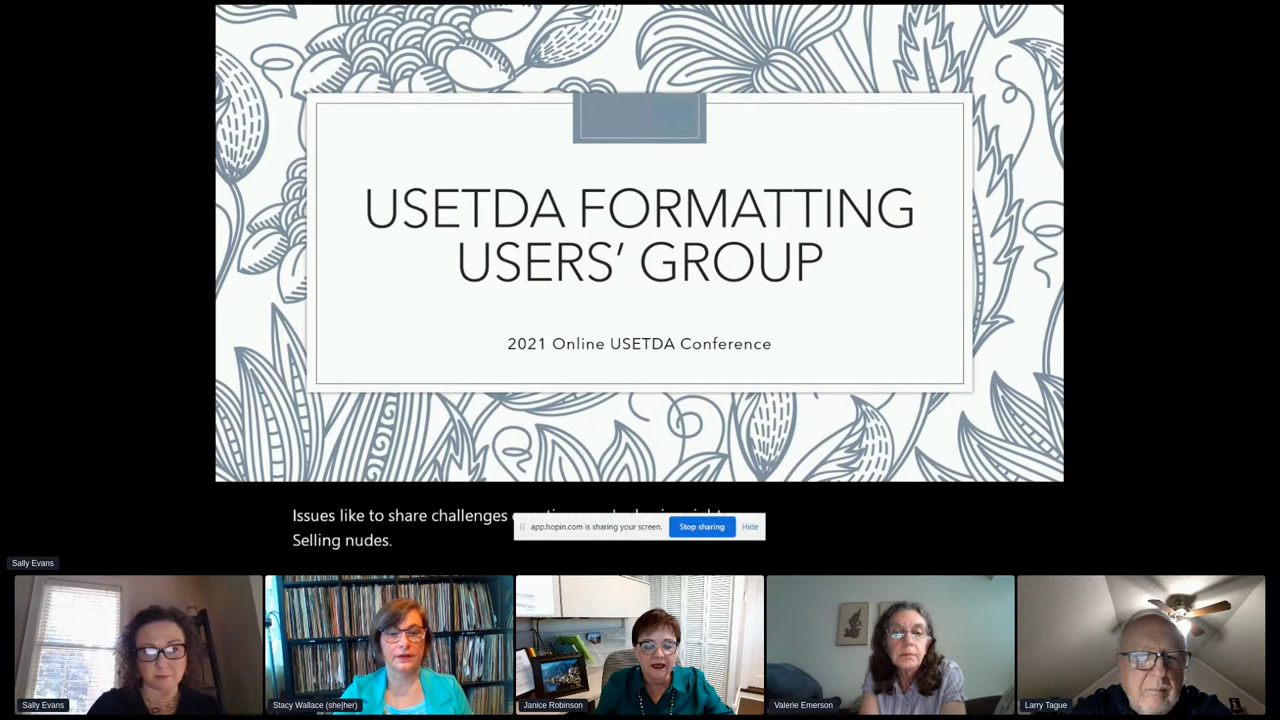 USETDA FORMATTING
USERS' GROUP
2021 Online USETDA Conference
Issues like to share challenges
app.hopin.com is sharing your screen. Stop sharing Hide
Selling nudes.
Sally Evans
Sally Evans
Stacy Wallace (she|her)
Janice Robinson
Valerie Emerson
Larry Tague